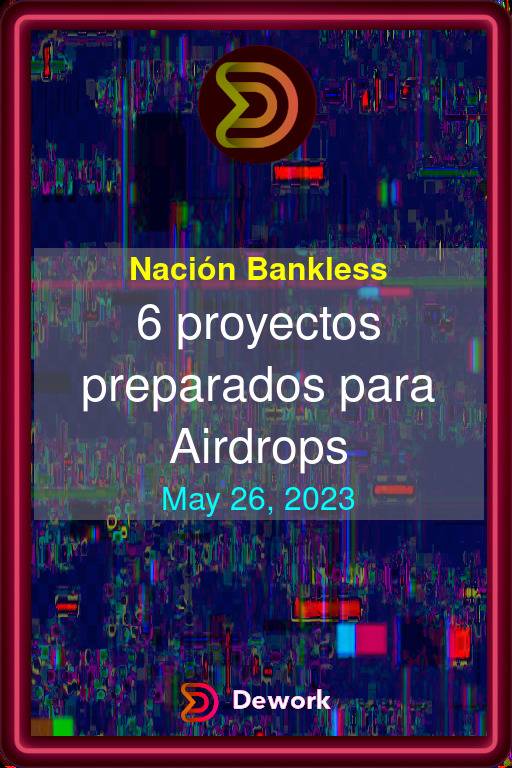 Nación Bankless
6 proyectos
preparados para
Airdrops
May 26, 2023
Dework